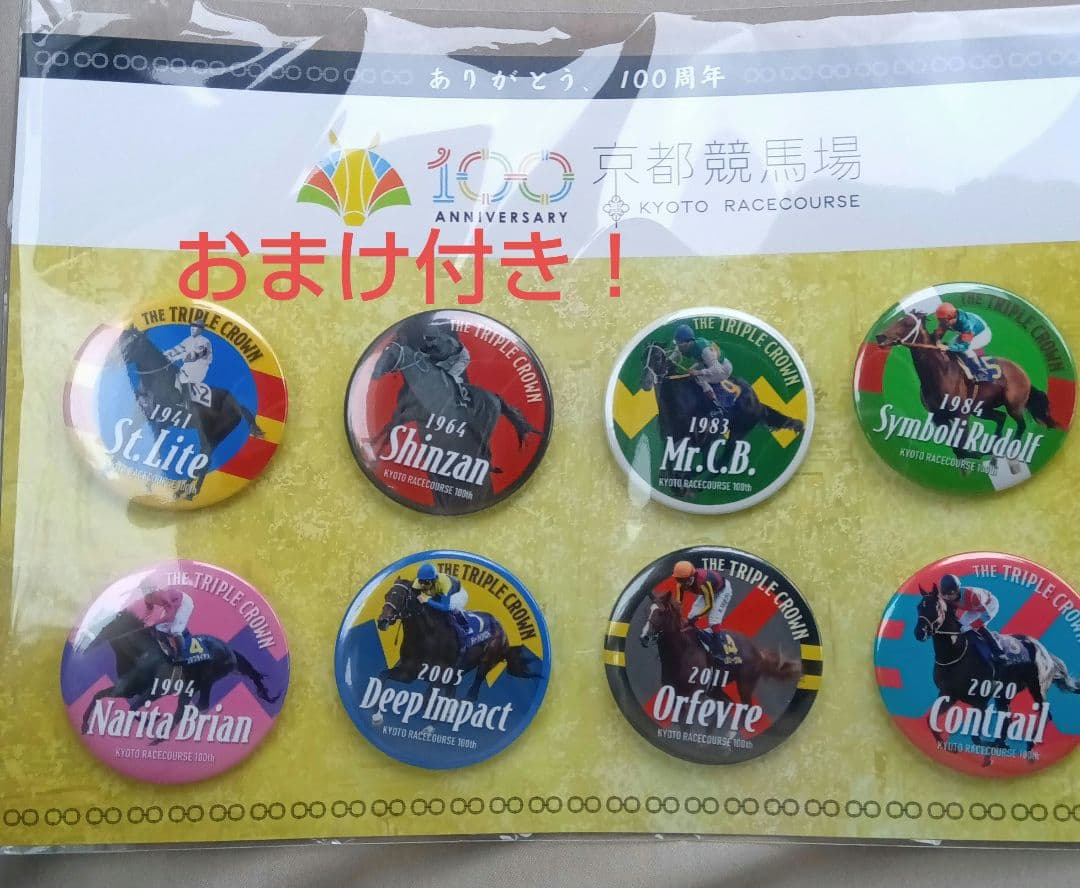 ありがとう、100周年
100
ANNIVERSARY
京都競馬場
KYOTO RACECOURSE
おまけ付き！
THE TRIPLE CROWN
2
1941
St.Lite
KYOTO RACECOURSE 100th
THE TRIPLE CROWN
1964
Shinzan
KYOTO RACECOURSE 100th
THE TRIPLE CROWN
9
1983
Mr.C.B.
KYOTO RACECOURSE 100th
THE TRIPLE CROWN
5
1984
Symboli Rudolf
KYOTO RACECOURSE 100th
THE TRIPLE CROWN
4
1994
Narita Brian
KYOTO RACECOURSE 100th
THE TRIPLE CROWN
2005
Deep Impact
KYOTO RACECOURSE 100th
THE TRIPLE CROWN
2011
Orfevre
KYOTO RACECOURSE 100th
THE TRIPLE CROWN
2020
Contrail
KYOTO RACECOURSE 100th